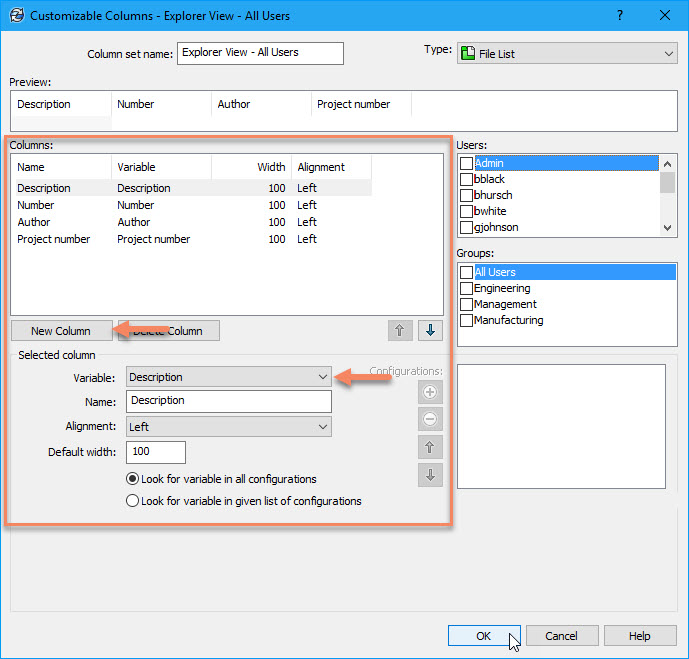 Customizable Columns - Explorer View - All Users
?
Column set name: Explorer View - All Users
Type: File List
Preview:
Description Number Author Project number
Columns:
Name Variable Width Alignment
Description Description 100 Left
Number Number 100 Left
Author Author 100 Left
Project number Project number 100 Left
Users:
Admin
bblack
bhursch
bwhite
gjohnson
Groups:
All Users
Engineering
Management
Manufacturing
New Column Delete Column
Selected column
Variable: Description
Configurations:
Name: Description
Alignment: Left
Default width: 100
Look for variable in all configurations
Look for variable in given list of configurations
OK Cancel Help